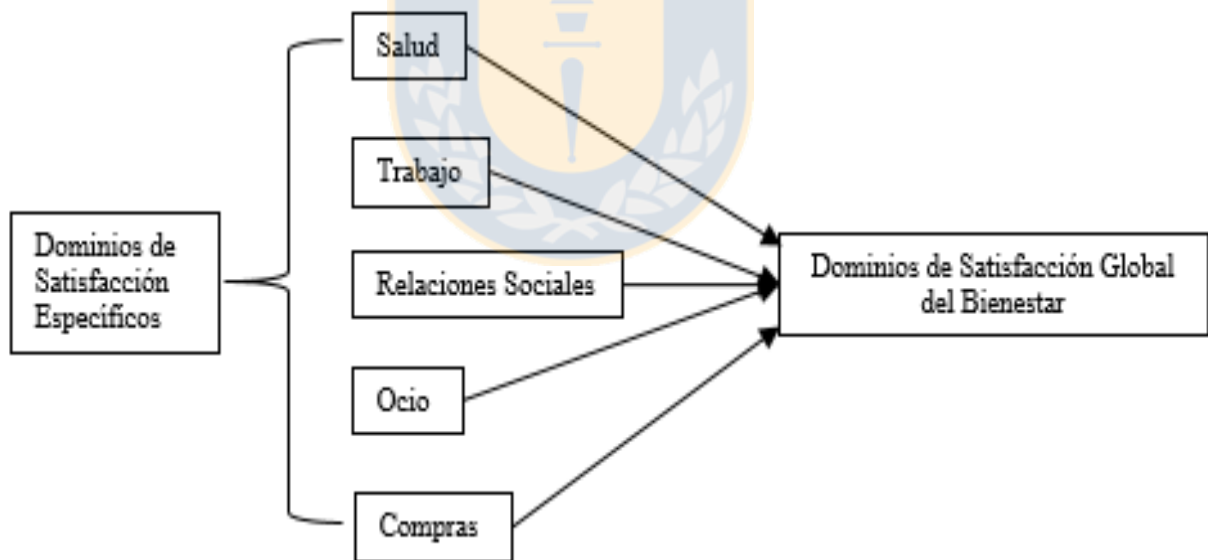 Salud
Trabajo
Dominios de
Satisfacción
Específicos
Relaciones Sociales
Dominios de Satisfacción Global
del Bienestar
Ocio
Compras